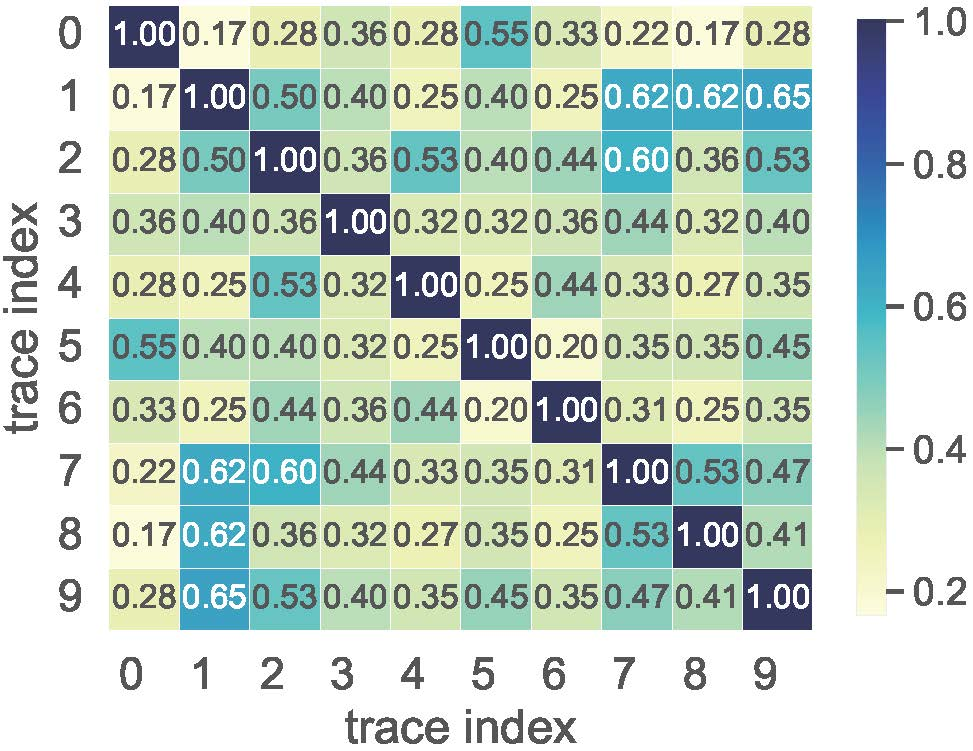 0 1.00 0.17 0.28 0.36 0.28 0.55 0.33 0.22 0.17 0.28
1 0.17 1.00 0.50 0.40 0.25 0.40 0.25 0.62 0.62 0.65
2 0.28 0.50 1.00 0.36 0.53 0.40 0.44 0.60 0.36 0.53
3 0.36 0.40 0.36 1.00 0.32 0.32 0.36 0.44 0.32 0.40
4 0.28 0.25 0.53 0.32 1.00 0.25 0.44 0.33 0.27 0.35
5 0.55 0.40 0.40 0.32 0.25 1.00 0.20 0.35 0.35 0.45
6 0.33 0.25 0.44 0.36 0.44 0.20 1.00 0.31 0.25 0.35
7 0.22 0.62 0.60 0.44 0.33 0.35 0.31 1.00 0.53 0.47
8 0.17 0.62 0.36 0.32 0.27 0.35 0.25 0.53 1.00 0.41
9 0.28 0.65 0.53 0.40 0.35 0.45 0.35 0.47 0.41 1.00
0 1 2 3 4 5 6 7 8 9
trace index
trace index
1.0
0.8
0.6
0.4
0.2